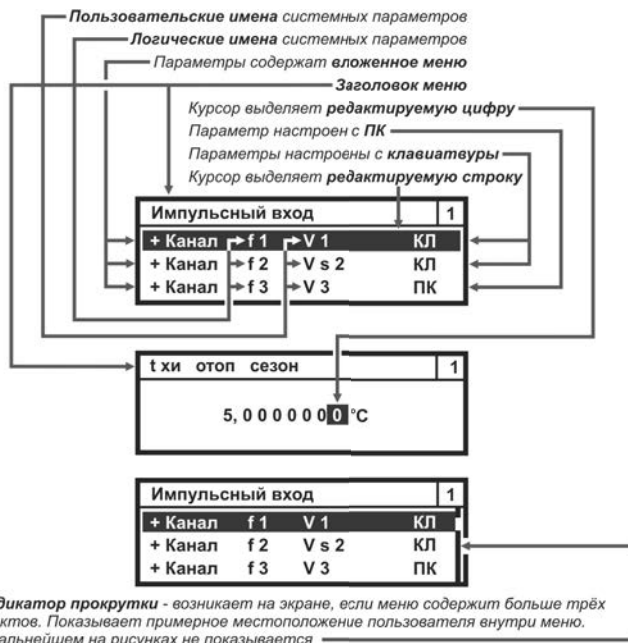 Пользовательские имена системных параметров
Логические имена системных параметров
Параметры содержат вложенное меню
Заголовок меню
Курсор выделяет редактируемую цифру
Параметр настроен с ПК
Параметры настроены с клавиатвуры
Курсор выделяет редактируемую строку
Импульсный вход 1
+ Канал f 1 V 1 КЛ
+ Канал f 2 V s 2 КЛ
+ Канал f 3 V 3 ПК
t хи отоп сезон 1
5, 0 0 0 0 0 0 0 °C
Импульсный вход 1
+ Канал f 1 V 1 КЛ
+ Канал f 2 V s 2 КЛ
+ Канал f 3 V 3 ПК
прокрутки - возникает на экране, если меню содержит больше трёх
Показывает примерное местоположение пользователя внутри меню.
на рисунках не показывается